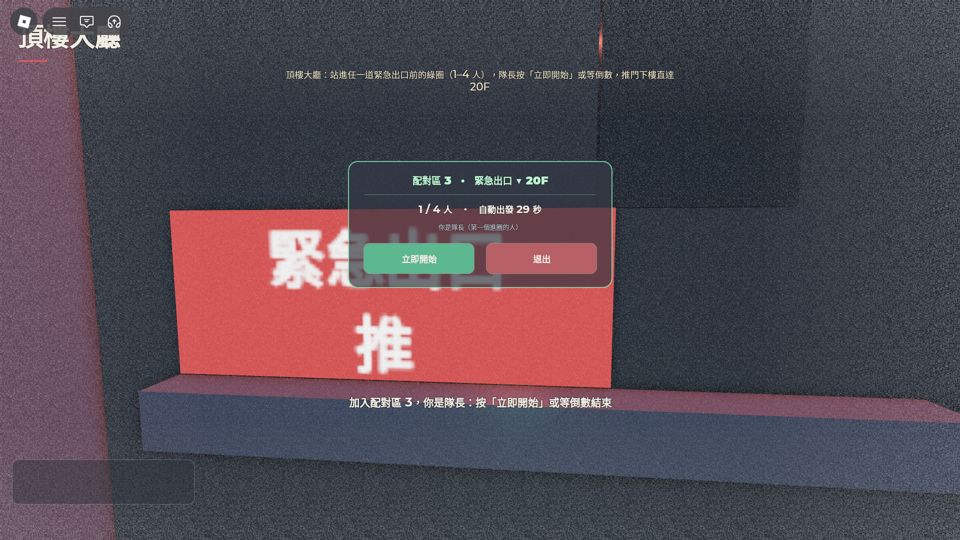 頂樓大廳
頂樓大廳：站進任一道緊急出口前的綠圈（1–4 人），隊長按「立即開始」或等倒數，推門下樓直達
20F
配對區 3 • 緊急出口 ▼ 20F
1 / 4 人 • 自動出發 29 秒
你是隊長（第一個進圈的人）
立即開始
退出
緊急出口
推
加入配對區 3，你是隊長：按「立即開始」或等倒數結束